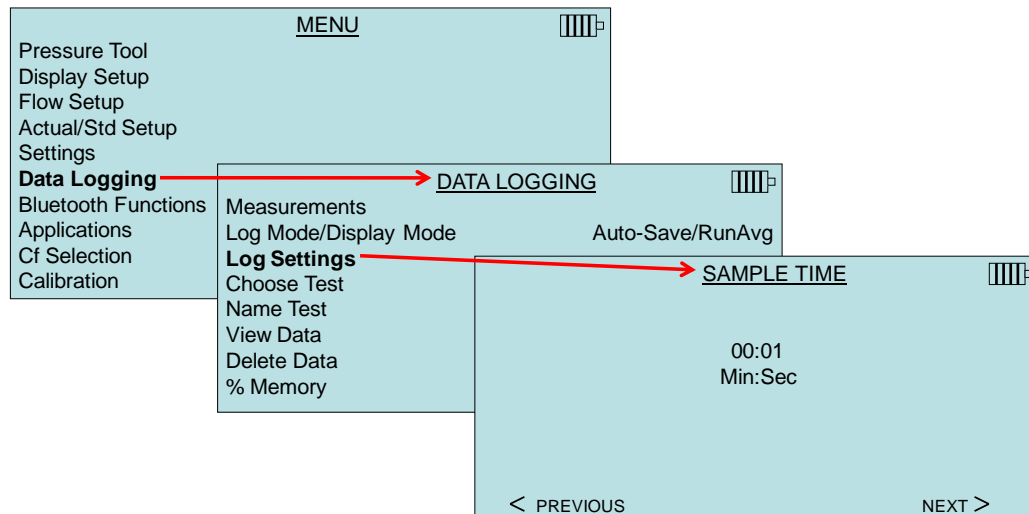 MENU
Pressure Tool
Display Setup
Flow Setup
Actual/Std Setup
Settings
Data Logging
Bluetooth Functions
Applications
Cf Selection
Calibration
DATA LOGGING
Measurements
Log Mode/Display Mode Auto-Save/RunAvg
Log Settings
Choose Test
Name Test
View Data
Delete Data
% Memory
SAMPLE TIME
00:01
Min:Sec
< PREVIOUS NEXT >